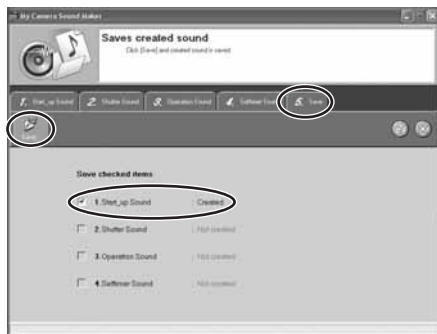 My Camera Sound Maker
Saves created sound
Click [Save] and created sound is saved.
1. Start_up Sound 2. Shutter Sound 3. Operation Sound 4. Selftimer Sound 5. Save
Save
Save checked items
1.Start_up Sound : Created
2.Shutter Sound : Not created
3.Operation Sound : Not created
4.Selftimer Sound : Not created